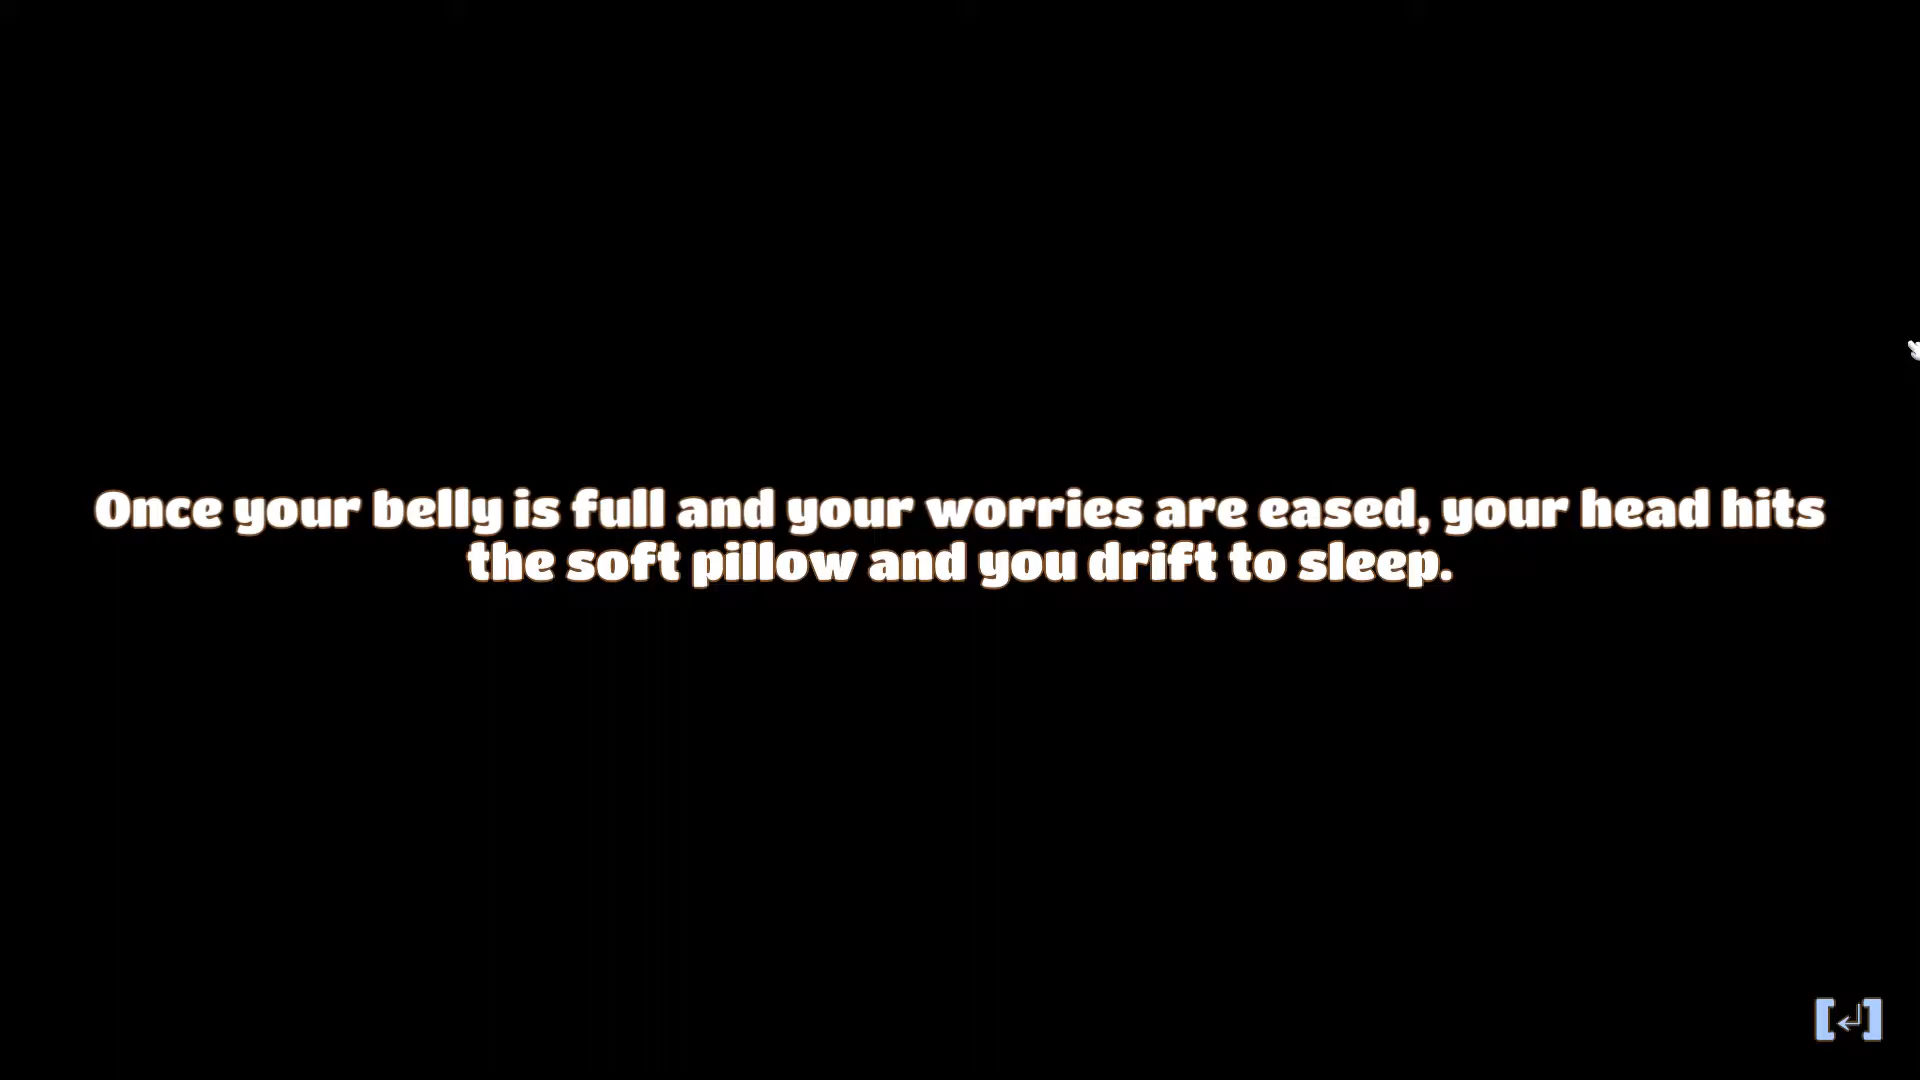 Once your belly is full and your worries are eased, your head hits
the soft pillow and you drift to sleep.
[↵]